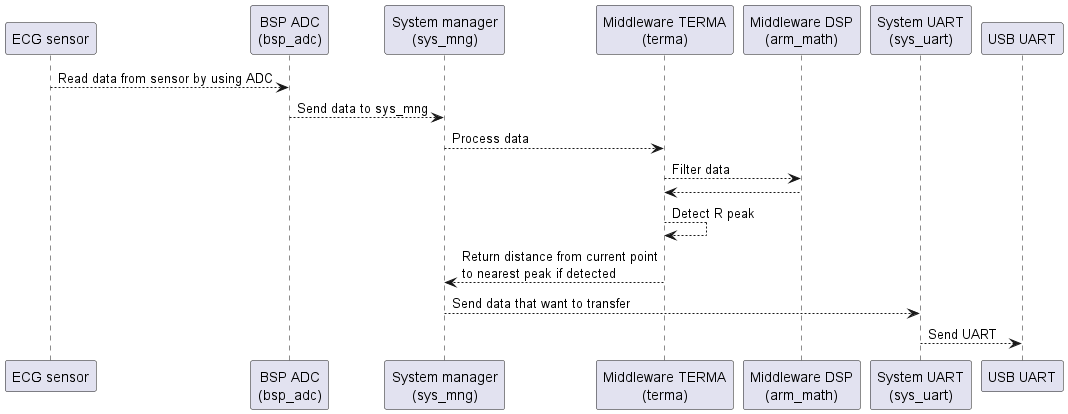 ECG sensor
BSP ADC
(bsp_adc)
System manager
(sys_mng)
Middleware TERMA
(terma)
Middleware DSP
(arm_math)
System UART
(sys_uart)
USB UART
Read data from sensor by using ADC
Send data to sys_mng
Process data
Filter data
Detect R peak
Return distance from current point
to nearest peak if detected
Send data that want to transfer
Send UART
ECG sensor
BSP ADC
(bsp_adc)
System manager
(sys_mng)
Middleware TERMA
(terma)
Middleware DSP
(arm_math)
System UART
(sys_uart)
USB UART